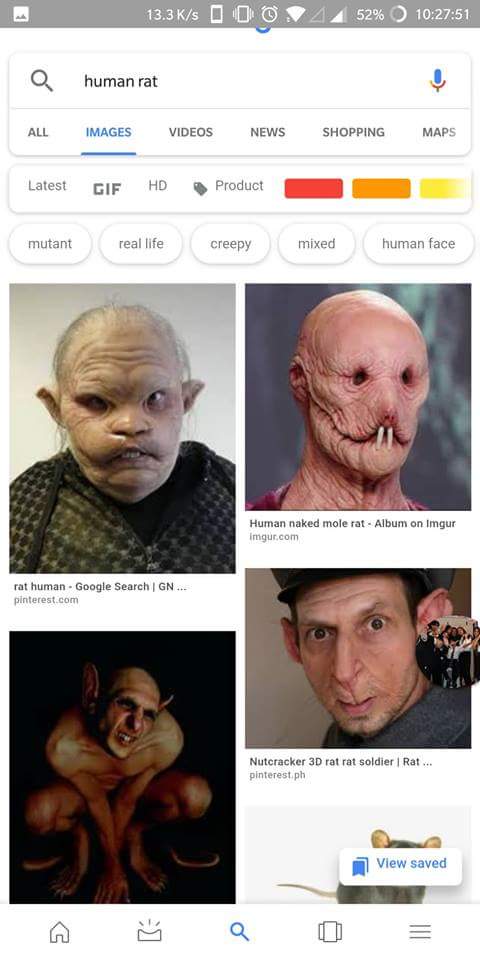 13.3 K/s 52% 10:27:51
human rat
ALL IMAGES VIDEOS NEWS SHOPPING MAPS
Latest GIF HD Product
mutant real life creepy mixed human face
Human naked mole rat - Album on Imgur
imgur.com
rat human - Google Search | GN ...
pinterest.com
Nutcracker 3D rat rat soldier | Rat ...
pinterest.ph
View saved